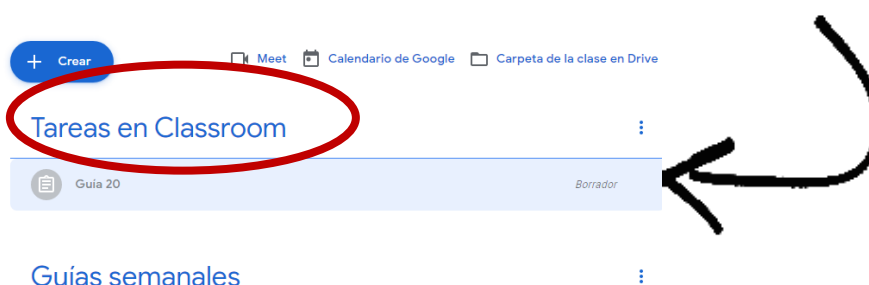 + Crear Meet Calendario de Google Carpeta de la clase en Drive
Tareas en Classroom
Guía 20 Borrador
Guías semanales